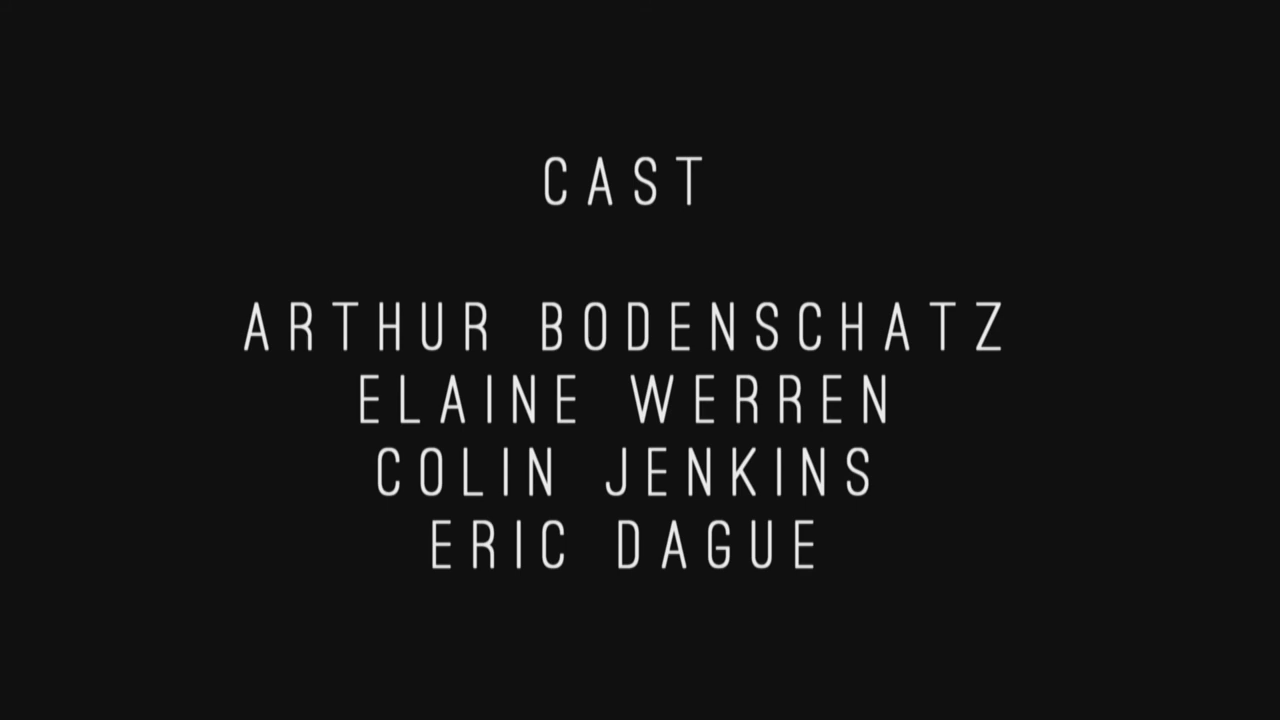 CAST
ARTHUR BODENSCHATZ
ELAINE WERREN
COLIN JENKINS
ERIC DAGUE